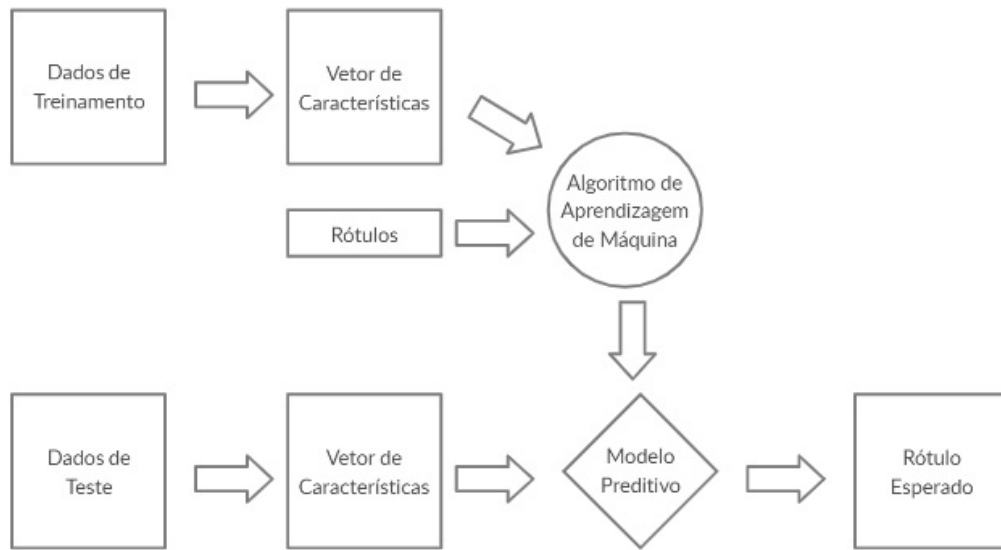 Dados de
Treinamento
Vetor de
Características
Rótulos
Algoritmo de
Aprendizagem
de Máquina
Dados de
Teste
Vetor de
Características
Modelo
Preditivo
Rótulo
Esperado